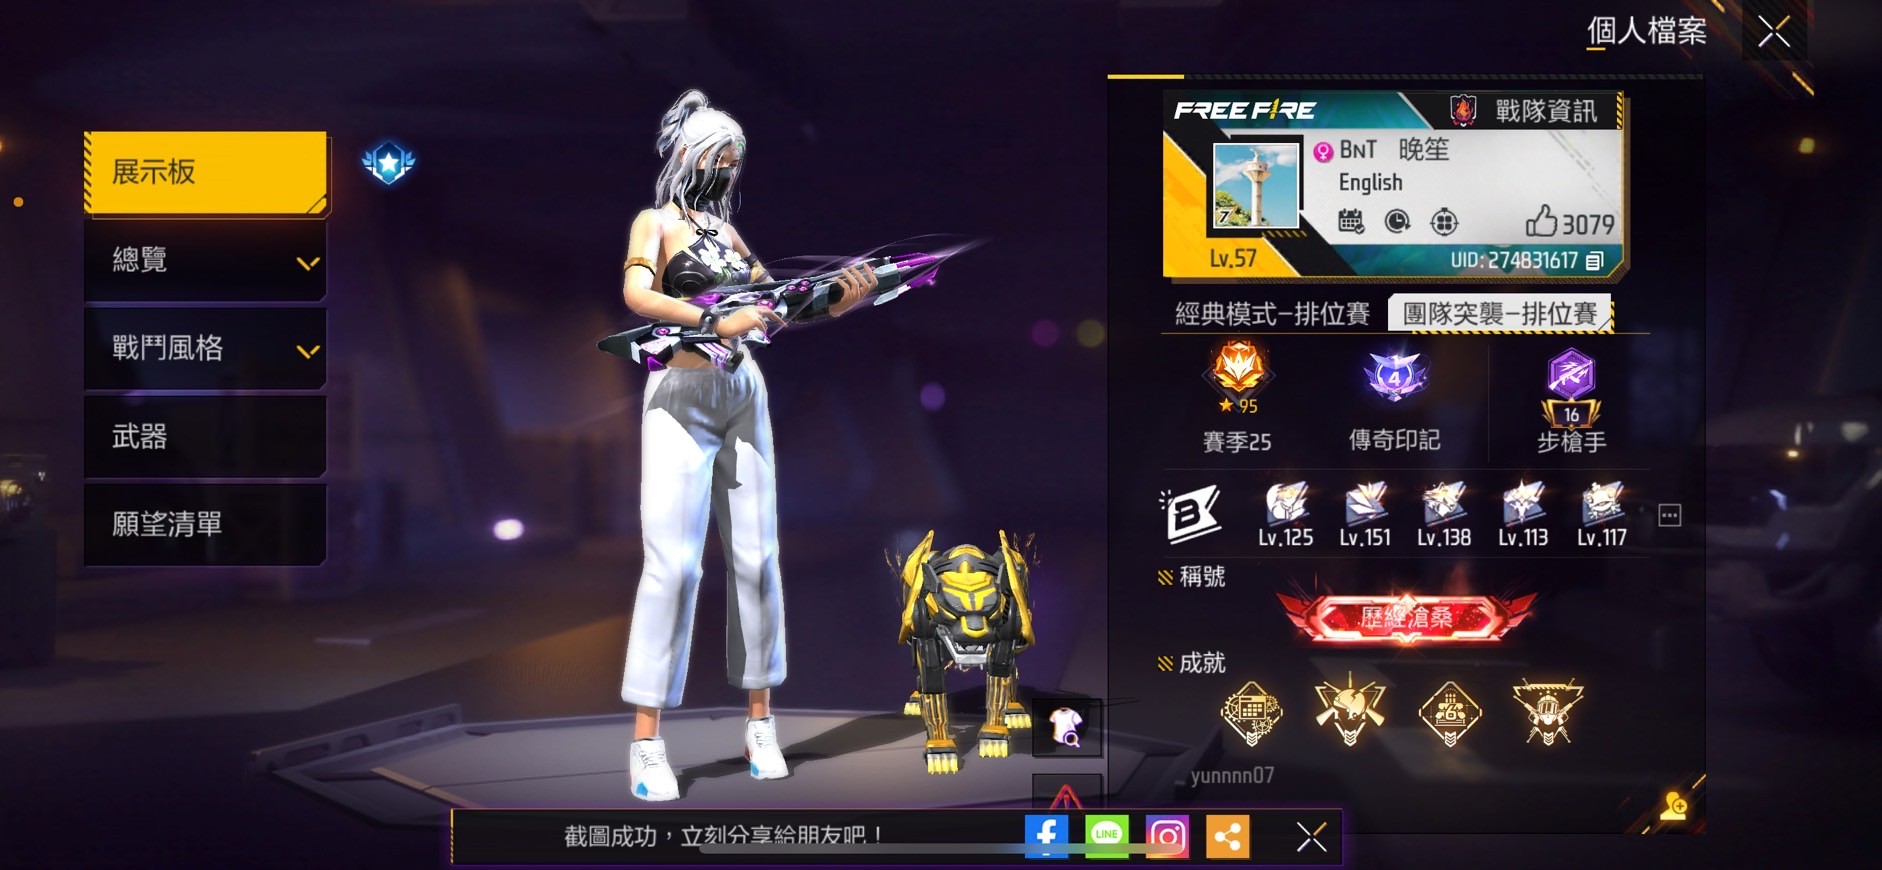 個人檔案
展示板
總覽
戰鬥風格
武器
願望清單
FREE FIRE
戰隊資訊
BNT 晚笙
English
7
3079
Lv.57
UID: 274831617
經典模式-排位賽
團隊突襲-排位賽
95
4
16
賽季25
傳奇印記
步槍手
B
Lv.125
Lv.151
Lv.138
Lv.113
Lv.117
稱號
歷經滄桑
成就
6
yunnnn07
截圖成功，立刻分享給朋友吧！
LINE